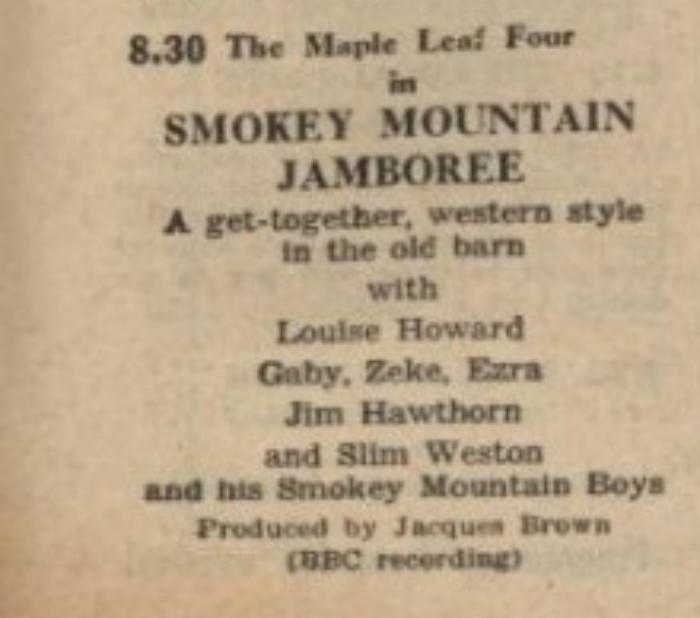 8.30 The Maple Leaf Four
in
SMOKEY MOUNTAIN
JAMBOREE
A get-together, western style
in the old barn
with
Louise Howard
Gaby, Zeke, Ezra
Jim Hawthorn
and Slim Weston
and his Smokey Mountain Boys
Produced by Jacques Brown
(BBC recording)